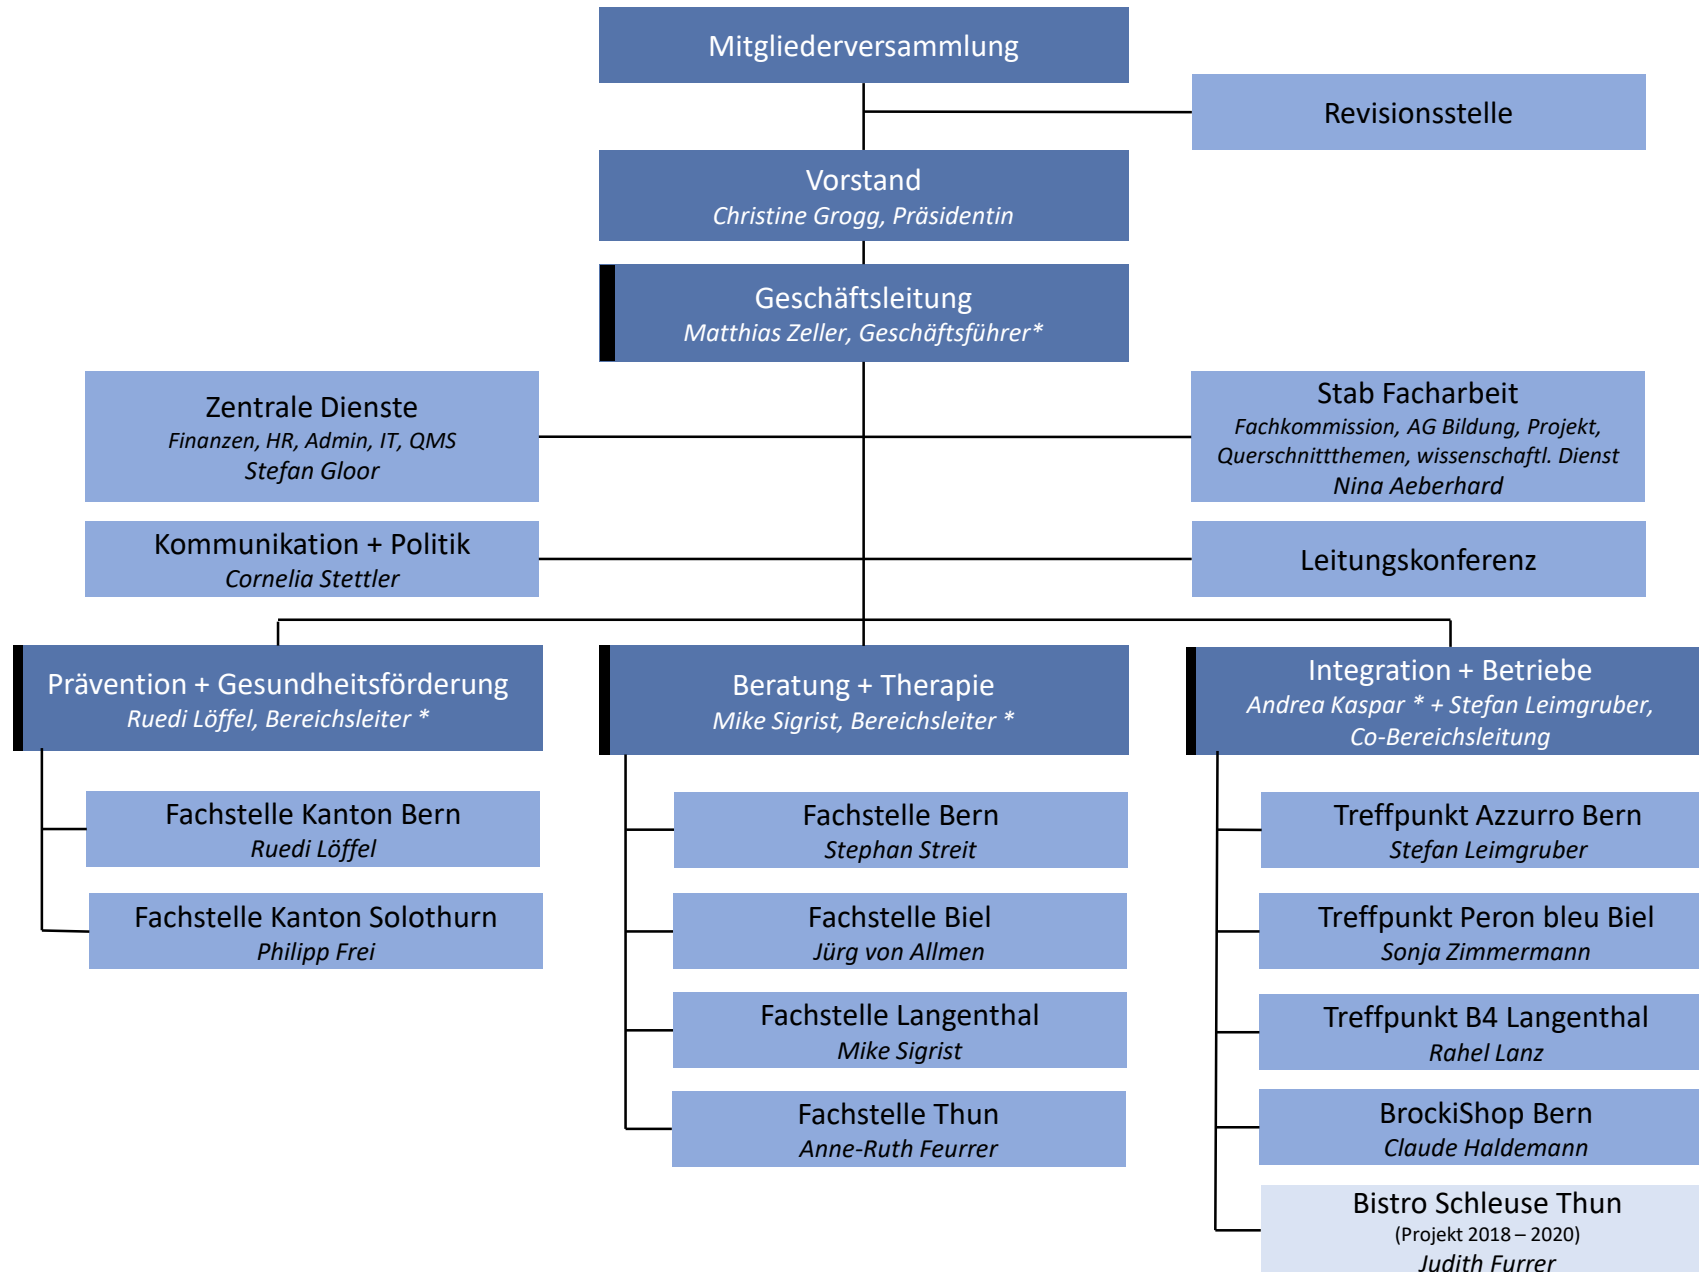 Mitgliederversammlung
Revisionsstelle
Vorstand
Christine Grogg, Präsidentin
Geschäftsleitung
Matthias Zeller, Geschäftsführer*
Zentrale Dienste
Finanzen, HR, Admin, IT, QMS
Stefan Gloor
Stab Facharbeit
Fachkommission, AG Bildung, Projekt,
Querschnittthemen, wissenschaftl. Dienst
Nina Aeberhard
Kommunikation + Politik
Cornelia Stettler
Leitungskonferenz
Prävention + Gesundheitsförderung
Ruedi Löffel, Bereichsleiter *
Fachstelle Kanton Bern
Ruedi Löffel
Fachstelle Kanton Solothurn
Philipp Frei
Beratung + Therapie
Mike Sigrist, Bereichsleiter *
Fachstelle Bern
Stephan Streit
Fachstelle Biel
Jürg von Allmen
Fachstelle Langenthal
Mike Sigrist
Fachstelle Thun
Anne-Ruth Feurrer
Integration + Betriebe
Andrea Kaspar * + Stefan Leimgruber,
Co-Bereichsleitung
Treffpunkt Azzurro Bern
Stefan Leimgruber
Treffpunkt Peron bleu Biel
Sonja Zimmermann
Treffpunkt B4 Langenthal
Rahel Lanz
BrockiShop Bern
Claude Haldemann
Bistro Schleuse Thun
(Projekt 2018 – 2020)
Judith Furrer